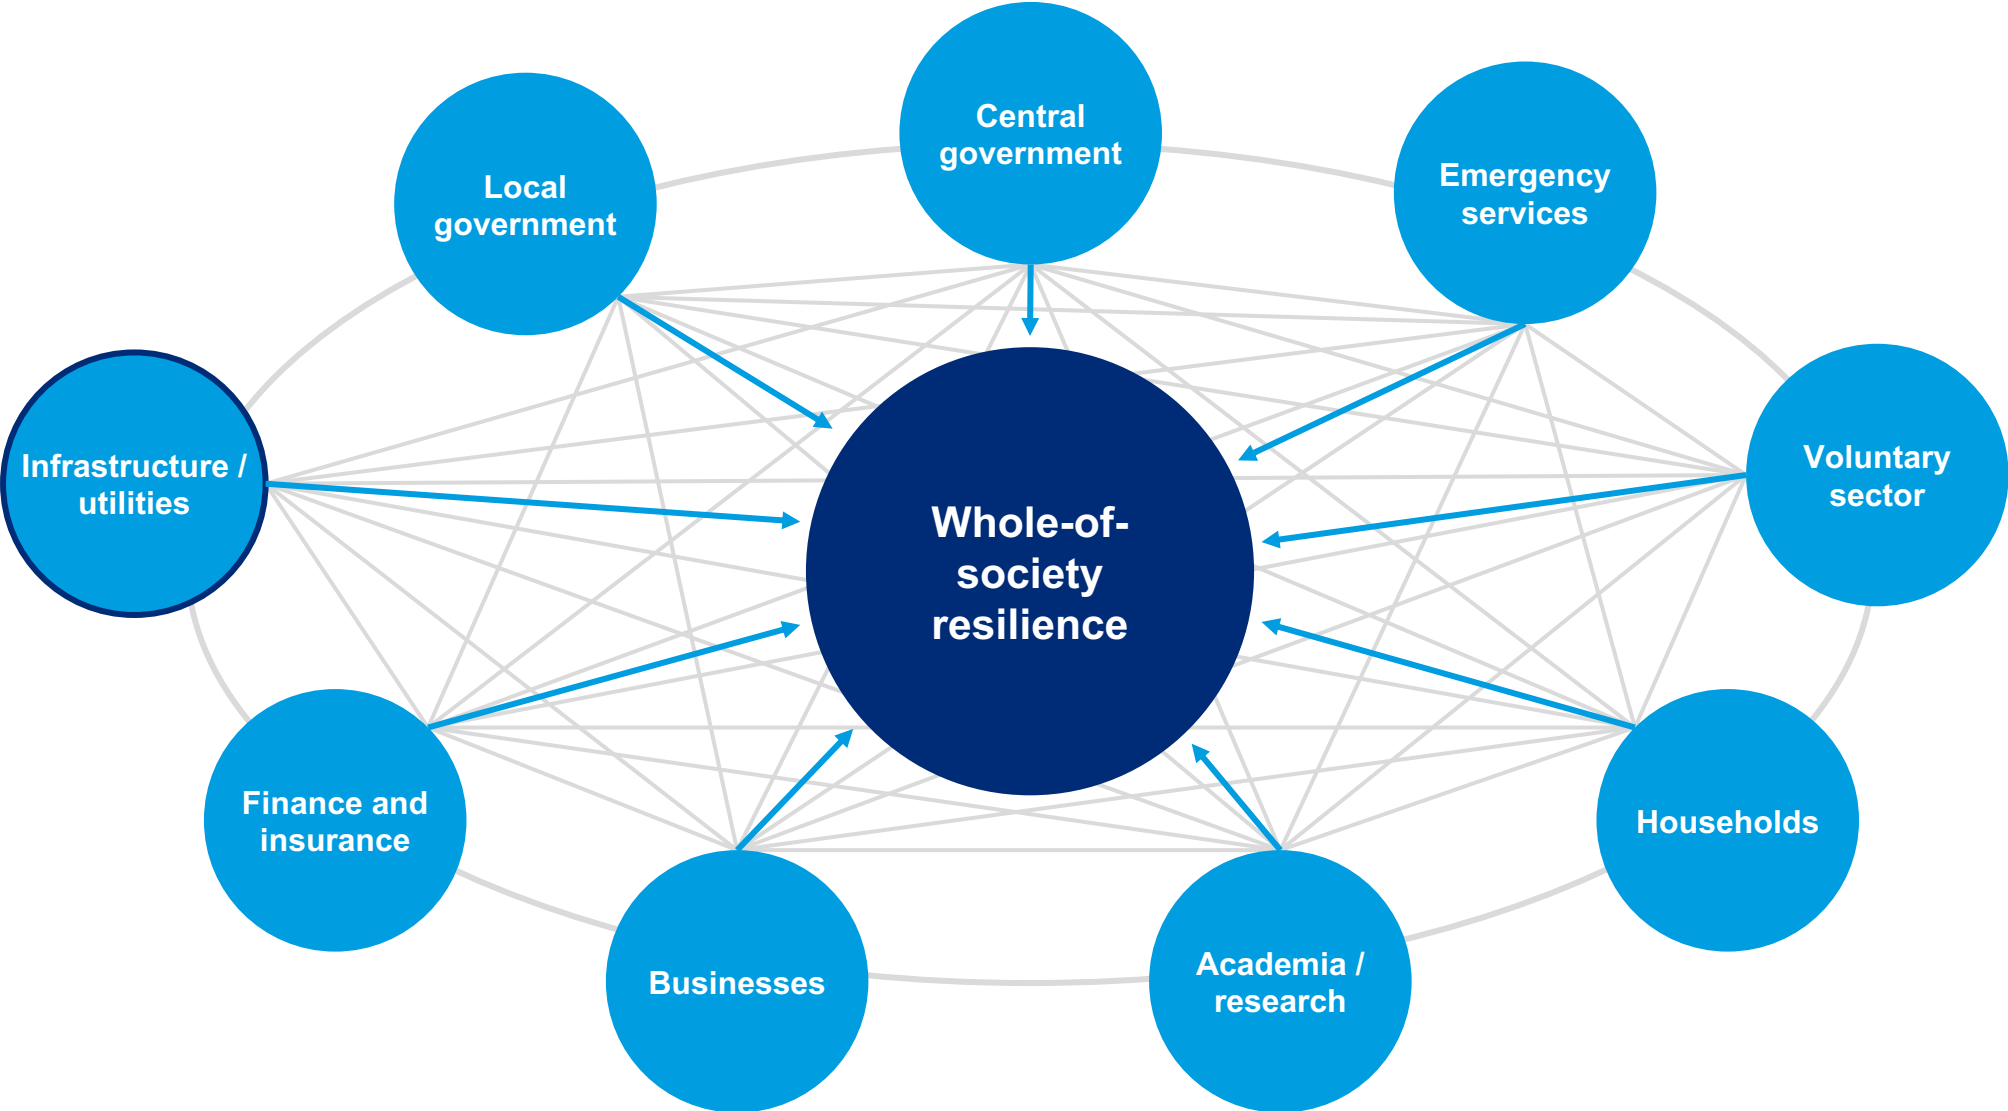 Central
government
Local
government
Emergency
services
Infrastructure /
utilities
Voluntary
sector
Whole-of-
society
resilience
Finance and
insurance
Households
Businesses
Academia /
research